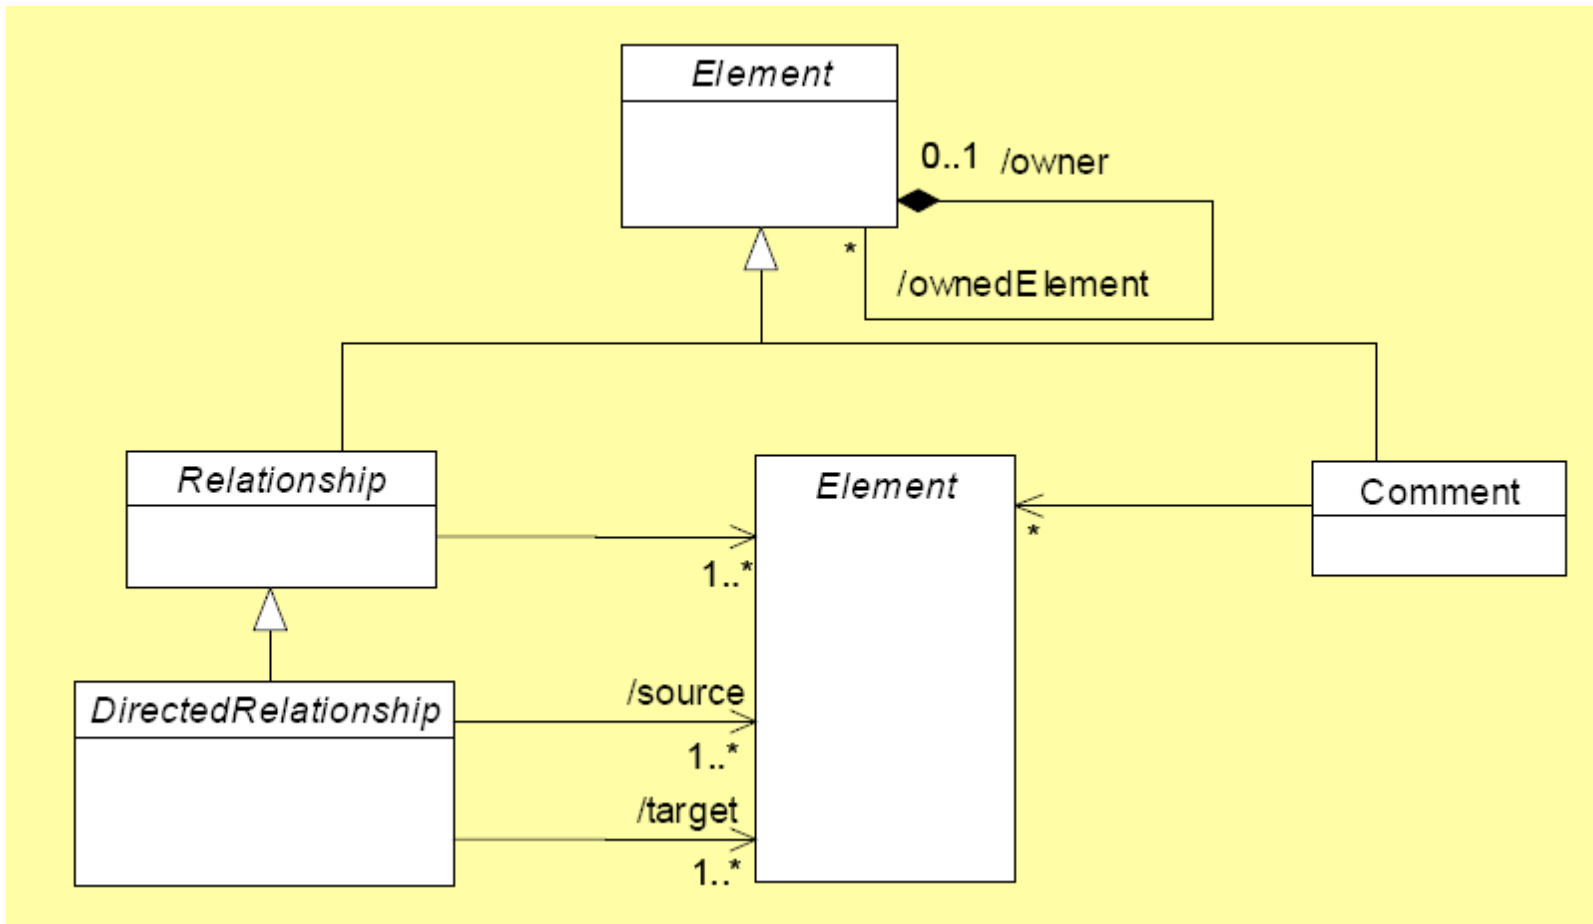 Element
0..1 /owner
*
/ownedElement
Relationship
Element
Comment
1..*
*
DirectedRelationship
/source
1..*
/target
1..*